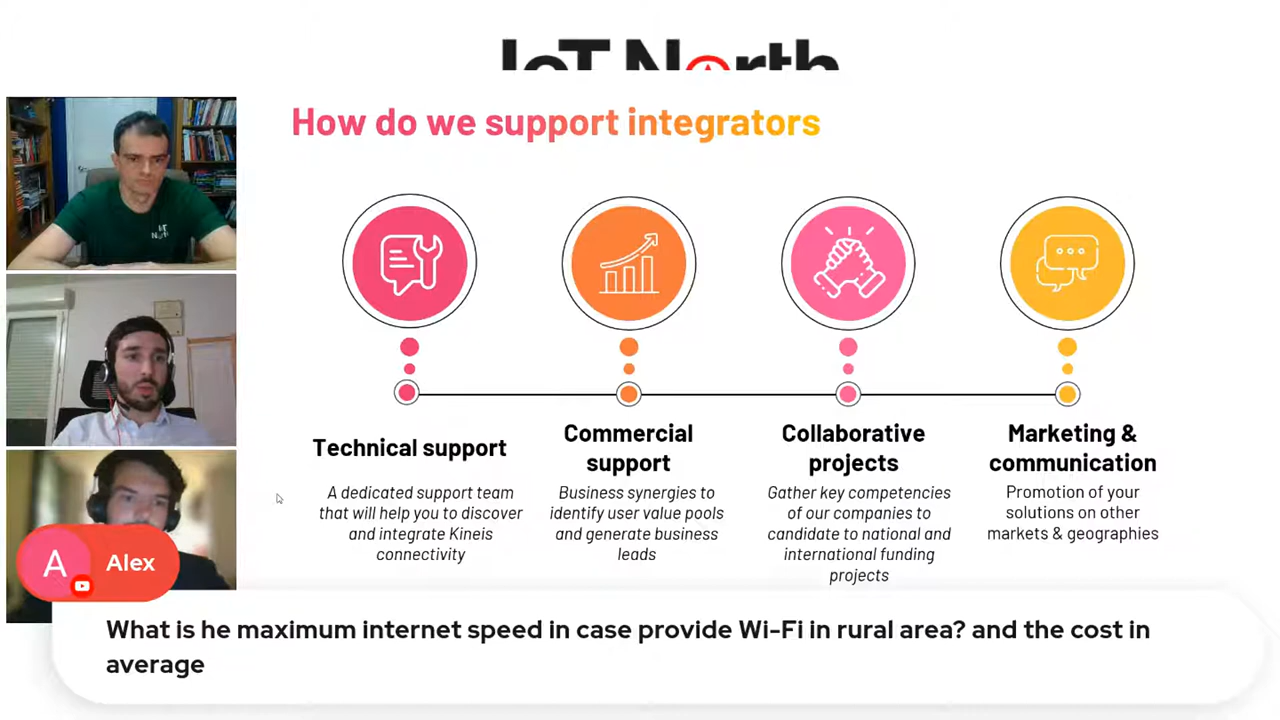 IoT North
How do we support integrators
IoT
North
Technical support
Commercial
support
Collaborative
projects
Marketing &
communication
A dedicated support team
that will help you to discover
and integrate Kineis
connectivity
Business synergies to
identify user value pools
and generate business
leads
Gather key competencies
of our companies to
candidate to national and
international funding
projects
Promotion of your
solutions on other
markets & geographies
A
Alex
What is he maximum internet speed in case provide Wi-Fi in rural area? and the cost in
average